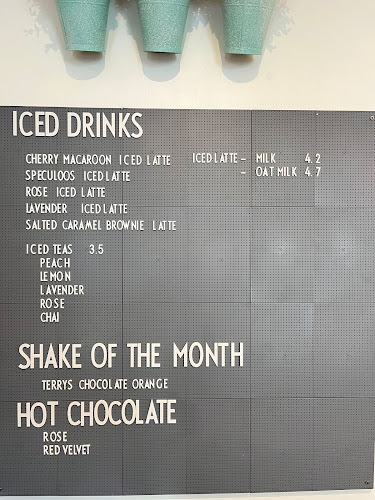 ICED DRINKS
CHERRY MACAROON ICED LATTE ICED LATTE - MILK 4.2
SPECULOOS ICED LATTE - OAT MILK 4.7
ROSE ICED LATTE
LAVENDER ICED LATTE
SALTED CARAMEL BROWNIE LATTE
ICED TEAS 3.5
PEACH
LEMON
LAVENDER
ROSE
CHAI
SHAKE OF THE MONTH
TERRYS CHOCOLATE ORANGE
HOT CHOCOLATE
ROSE
RED VELVET